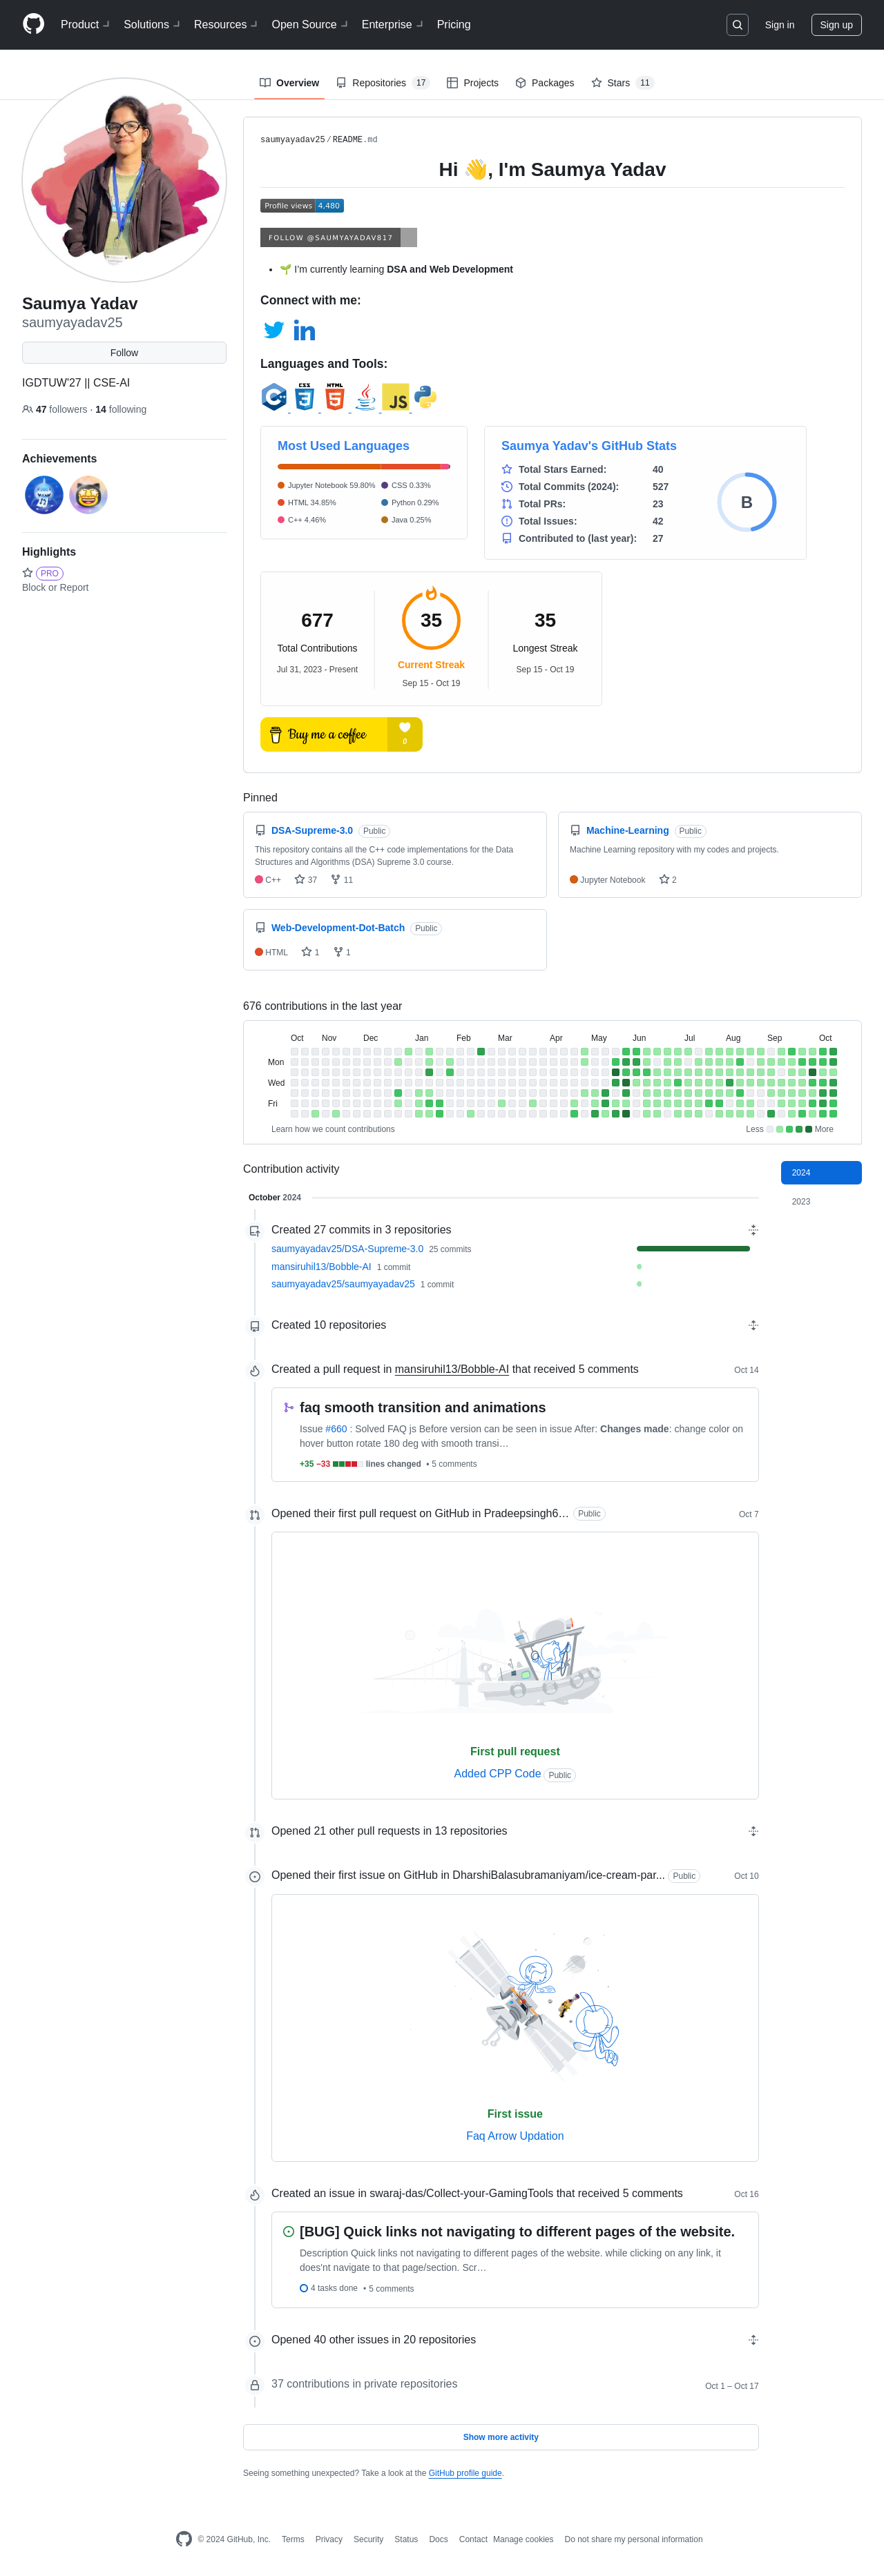 Product Solutions Resources Open Source Enterprise Pricing Sign in Sign up
Overview Repositories 17 Projects Packages Stars 11
Saumya Yadav
saumyayadav25
Follow
IGDTUW'27 || CSE-AI
47 followers · 14 following
Achievements
Highlights
PRO
Block or Report
saumyayadav25/README.md
Hi 👋, I'm Saumya Yadav
Profile views 4,480
FOLLOW @SAUMYAYADAV817
• 🌱 I'm currently learning DSA and Web Development
Connect with me:
Languages and Tools:
CSS HTML Java JS
3 5
Most Used Languages
Jupyter Notebook 59.80% CSS 0.33%
HTML 34.85% Python 0.29%
C++ 4.46% Java 0.25%
Saumya Yadav's GitHub Stats
Total Stars Earned: 40
Total Commits (2024): 527
Total PRs: 23
Total Issues: 42
Contributed to (last year): 27
B
677
Total Contributions
Jul 31, 2023 - Present
35
Current Streak
Sep 15 - Oct 19
35
Longest Streak
Sep 15 - Oct 19
Buy me a coffee 0
Pinned
DSA-Supreme-3.0 Public
This repository contains all the C++ code implementations for the Data
Structures and Algorithms (DSA) Supreme 3.0 course.
C++ 37 11
Machine-Learning Public
Machine Learning repository with my codes and projects.
Jupyter Notebook 2
Web-Development-Dot-Batch Public
HTML 1 1
676 contributions in the last year
Oct Nov Dec Jan Feb Mar Apr May Jun Jul Aug Sep Oct
Mon
Wed
Fri
Learn how we count contributions Less More
Contribution activity
2024
2023
October 2024
Created 27 commits in 3 repositories
saumyayadav25/DSA-Supreme-3.0 25 commits
mansiruhil13/Bobble-AI 1 commit
saumyayadav25/saumyayadav25 1 commit
Created 10 repositories
Created a pull request in mansiruhil13/Bobble-AI that received 5 comments Oct 14
faq smooth transition and animations
Issue #660 : Solved FAQ js Before version can be seen in issue After: Changes made: change color on
hover button rotate 180 deg with smooth transi…
+35 −33 lines changed • 5 comments
Opened their first pull request on GitHub in Pradeepsingh6… Public Oct 7
First pull request
Added CPP Code Public
Opened 21 other pull requests in 13 repositories
Opened their first issue on GitHub in DharshiBalasubramaniyam/ice-cream-par... Public Oct 10
First issue
Faq Arrow Updation
Created an issue in swaraj-das/Collect-your-GamingTools that received 5 comments Oct 16
[BUG] Quick links not navigating to different pages of the website.
Description Quick links not navigating to different pages of the website. while clicking on any link, it
does'nt navigate to that page/section. Scr…
4 tasks done • 5 comments
Opened 40 other issues in 20 repositories
37 contributions in private repositories Oct 1 – Oct 17
Show more activity
Seeing something unexpected? Take a look at the GitHub profile guide.
© 2024 GitHub, Inc. Terms Privacy Security Status Docs Contact Manage cookies Do not share my personal information